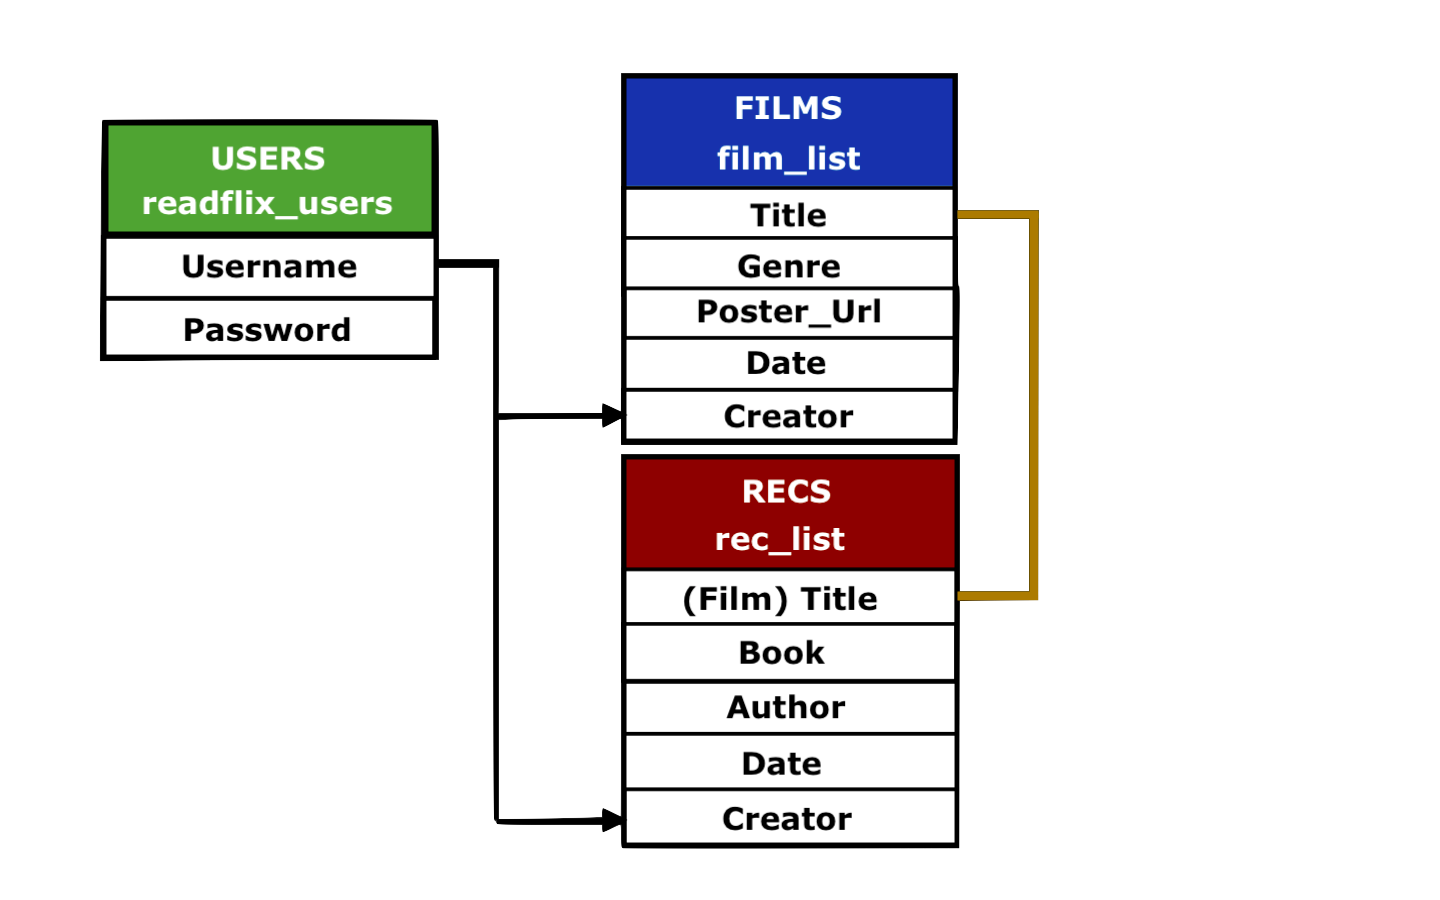 USERS
readflix_users
Username
Password
FILMS
film_list
Title
Genre
Poster_Url
Date
Creator
RECS
rec_list
(Film) Title
Book
Author
Date
Creator